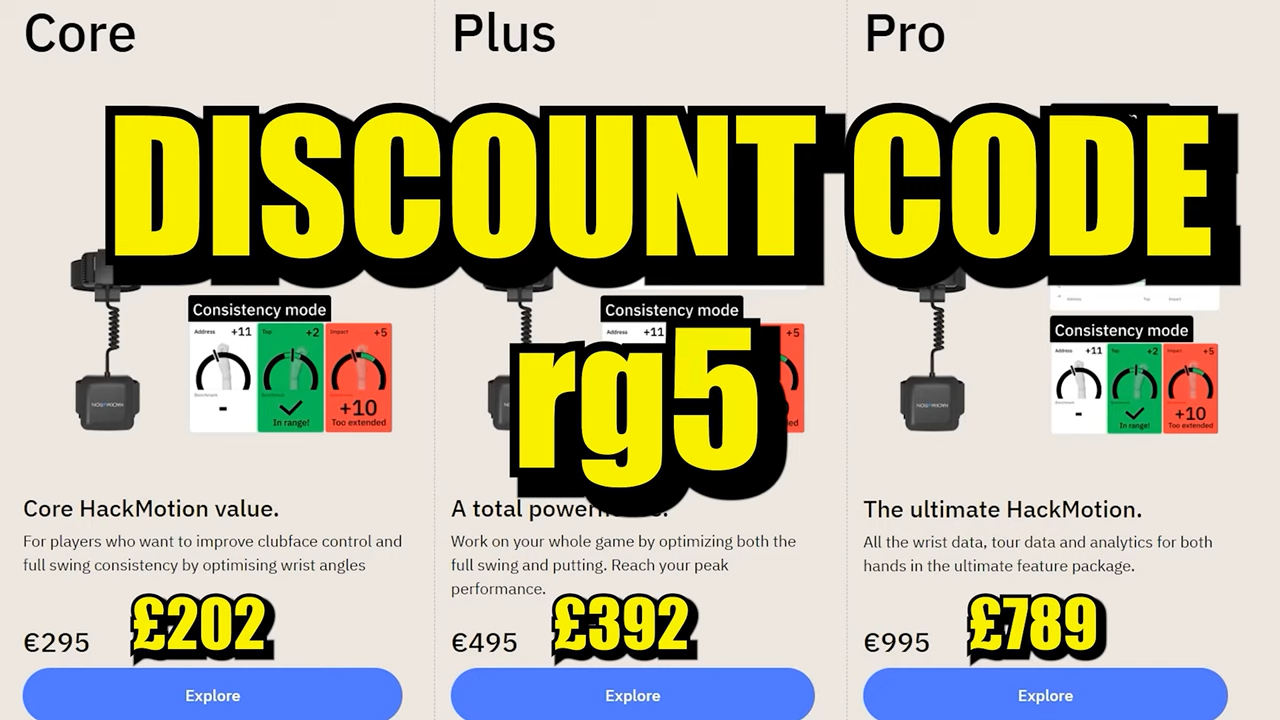 Core
Plus
Pro
DISCOUNT CODE
rg5
Consistency mode
Address +11
Top +2
Impact +5
-
In range!
+10
Too extended
Consistency mode
+11
+5
Consistency mode
Address +11
Top +2
Impact +5
-
In range!
+10
Too extended
Core HackMotion value.
For players who want to improve clubface control and
full swing consistency by optimising wrist angles
€295
£202
Explore
A total
Work on your whole game by optimizing both the
full swing and putting. Reach your peak
performance.
€495
£392
Explore
The ultimate HackMotion.
All the wrist data, tour data and analytics for both
hands in the ultimate feature package.
€995
£789
Explore